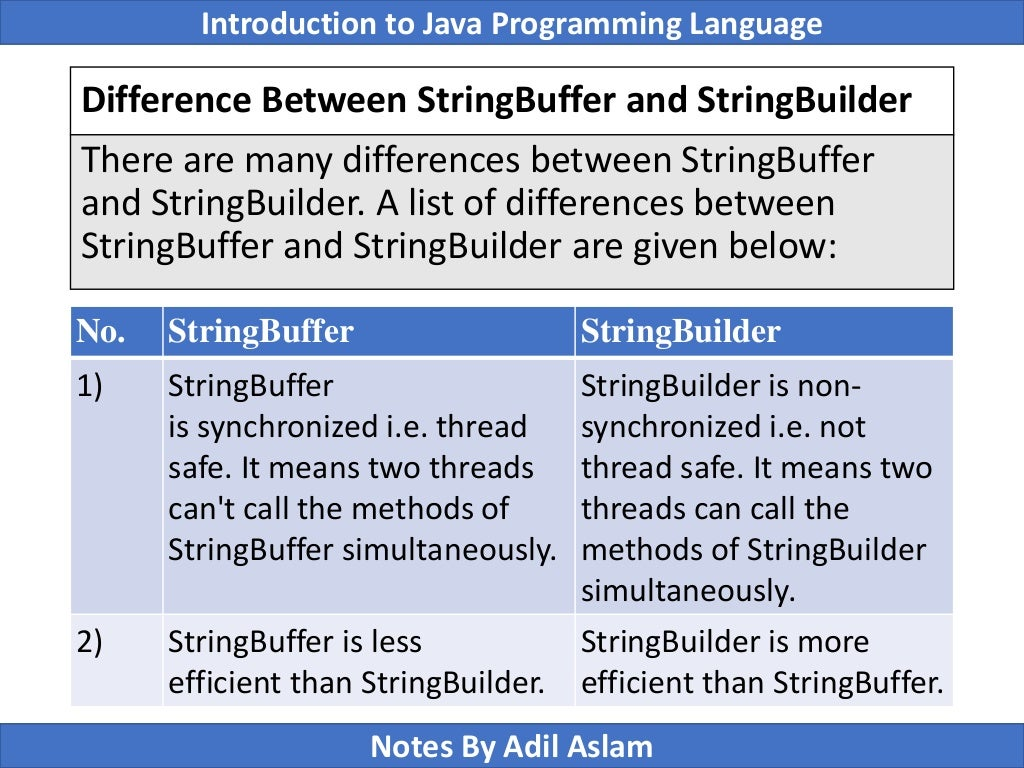 Introduction to Java Programming Language
Difference Between StringBuffer and StringBuilder
There are many differences between StringBuffer
and StringBuilder. A list of differences between
StringBuffer and StringBuilder are given below:
No.
StringBuffer
StringBuilder
1)
StringBuffer
is synchronized i.e. thread
safe. It means two threads
can't call the methods of
StringBuffer simultaneously.
StringBuilder is non-
synchronized i.e. not
thread safe. It means two
threads can call the
methods of StringBuilder
simultaneously.
2)
StringBuffer is less
efficient than StringBuilder.
StringBuilder is more
efficient than StringBuffer.
Notes By Adil Aslam